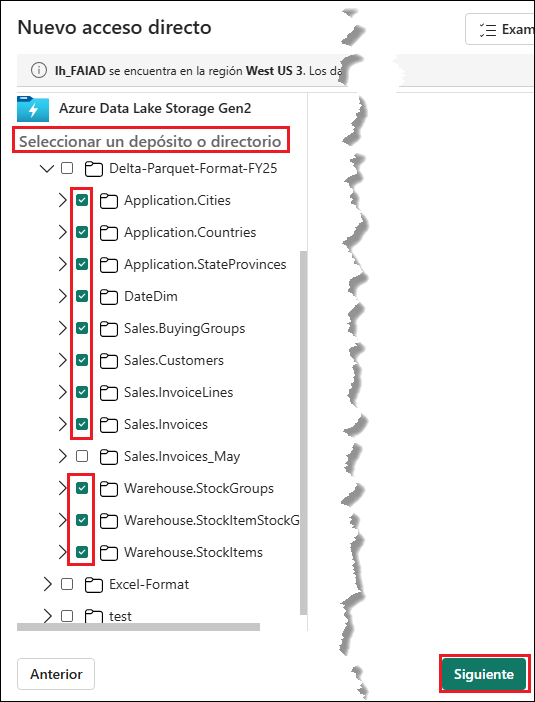 Nuevo acceso directo
Exam
lh_FAIAD se encuentra en la región West US 3. Los da
Azure Data Lake Storage Gen2
Seleccionar un depósito o directorio
Delta-Parquet-Format-FY25
Application.Cities
Application.Countries
Application.StateProvinces
DateDim
Sales.BuyingGroups
Sales.Customers
Sales.InvoiceLines
Sales.Invoices
Sales.Invoices_May
Warehouse.StockGroups
Warehouse.StockItemStockG
Warehouse.StockItems
Excel-Format
test
Anterior
Siguiente